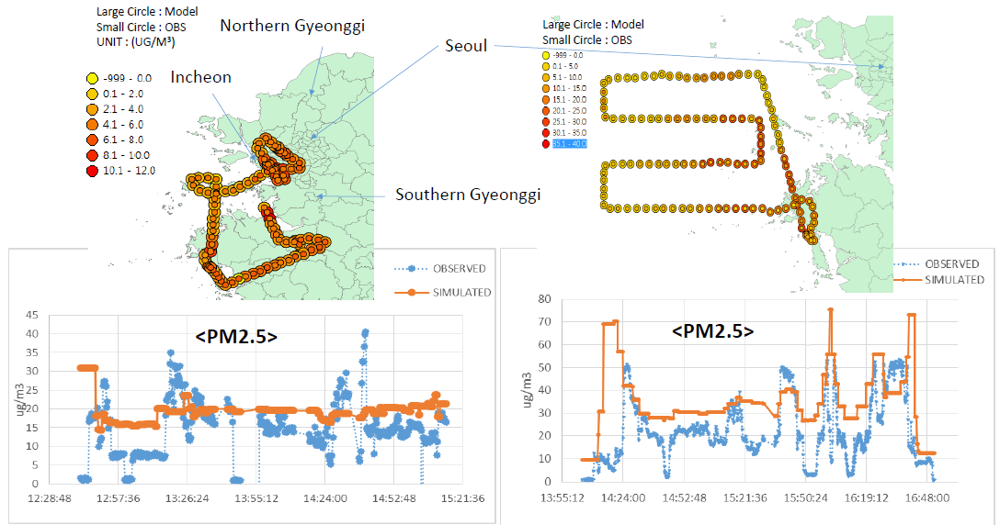 Large Circle : Model
Small Circle : OBS
UNIT : (UG/M³)
-999 - 0.0
0.1 - 2.0
2.1 - 4.0
4.1 - 6.0
6.1 - 8.0
8.1 - 10.0
10.1 - 12.0
Northern Gyeonggi
Seoul
Incheon
Southern Gyeonggi
Large Circle : Model
Small Circle : OBS
-999 - 0.0
0.1 - 5.0
5.1 - 10.0
10.1 - 15.0
15.1 - 20.0
20.1 - 25.0
25.1 - 30.0
30.1 - 35.0
35.1 - 40.0
OBSERVED
SIMULATED
<PM2.5>
ug/m3
45
40
35
30
25
20
15
10
5
0
12:28:48
12:57:36
13:26:24
13:55:12
14:24:00
14:52:48
15:21:36
OBSERVED
SIMULATED
<PM2.5>
ug/m3
80
70
60
50
40
30
20
10
0
13:55:12
14:24:00
14:52:48
15:21:36
15:50:24
16:19:12
16:48:00